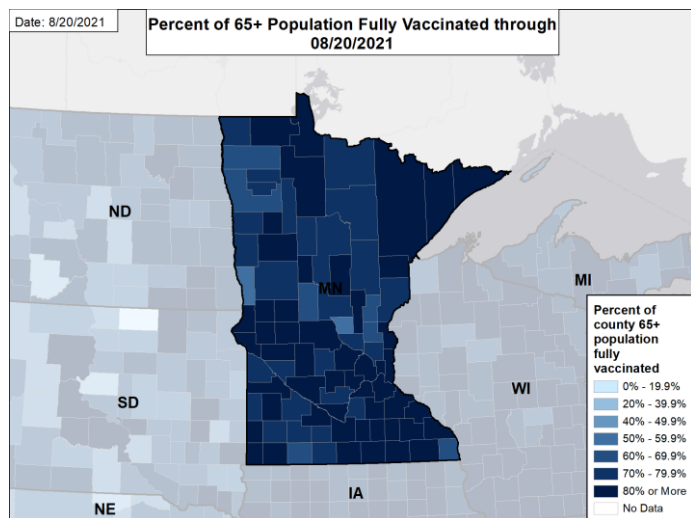 Date: 8/20/2021
Percent of 65+ Population Fully Vaccinated through
08/20/2021
ND
MN
MI
SD
WI
NE
IA
Percent of
county 65+
population
fully
vaccinated
0% - 19.9%
20% - 39.9%
40% - 49.9%
50% - 59.9%
60% - 69.9%
70% - 79.9%
80% or More
No Data